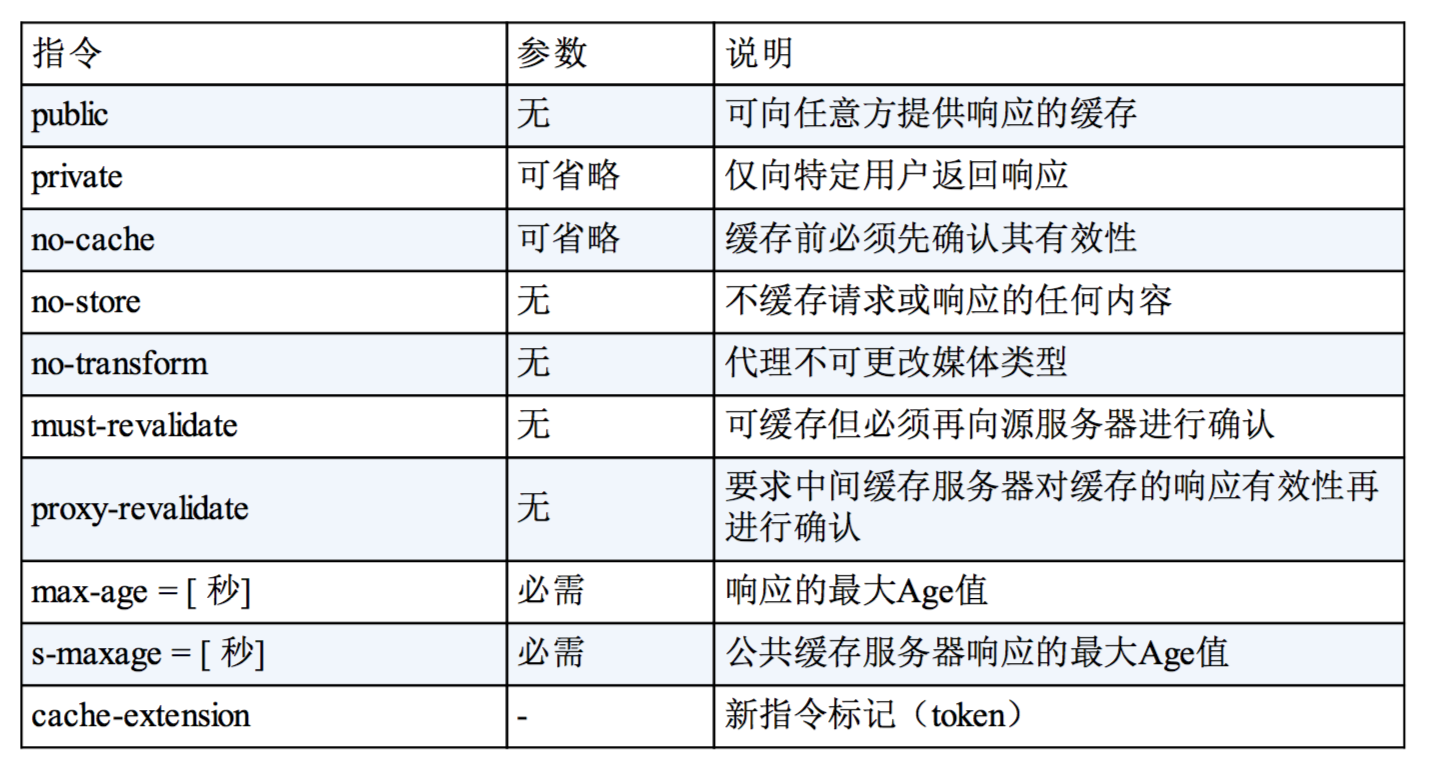 指令 参数 说明
public 无 可向任意方提供响应的缓存
private 可省略 仅向特定用户返回响应
no-cache 可省略 缓存前必须先确认其有效性
no-store 无 不缓存请求或响应的任何内容
no-transform 无 代理不可更改媒体类型
must-revalidate 无 可缓存但必须再向源服务器进行确认
proxy-revalidate 无 要求中间缓存服务器对缓存的响应有效性再
进行确认
max-age = [ 秒] 必需 响应的最大Age值
s-maxage = [ 秒] 必需 公共缓存服务器响应的最大Age值
cache-extension - 新指令标记（token）